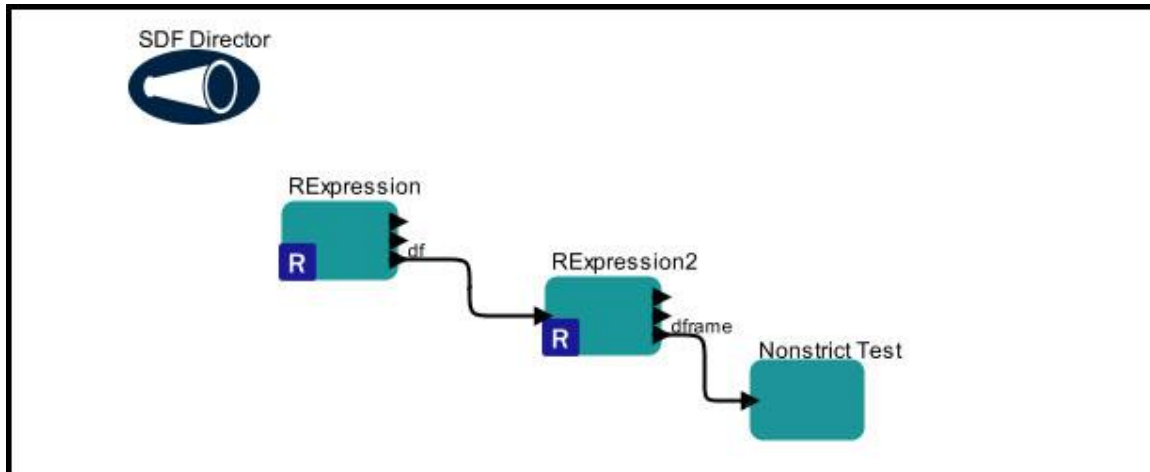 SDF Director
RExpression
df
R
RExpression2
dframe
R
Nonstrict Test